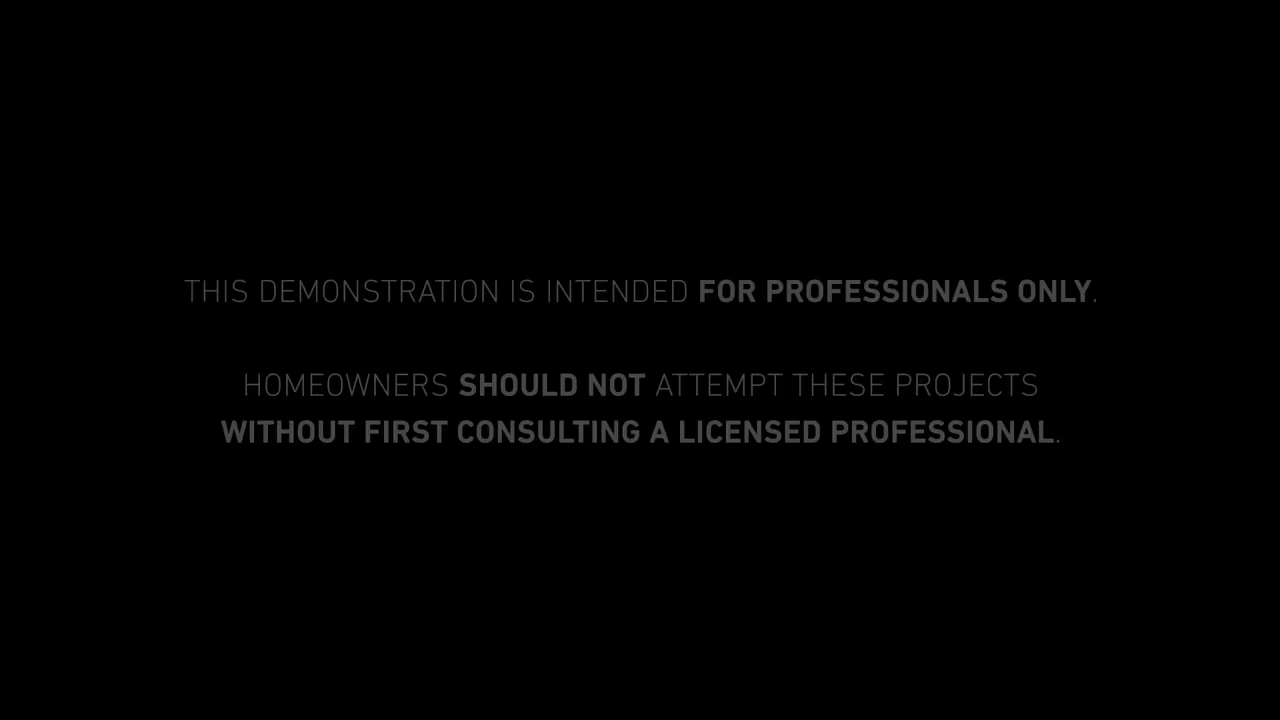 THIS DEMONSTRATION IS INTENDED FOR PROFESSIONALS ONLY.
HOMEOWNERS SHOULD NOT ATTEMPT THESE PROJECTS
WITHOUT FIRST CONSULTING A LICENSED PROFESSIONAL.